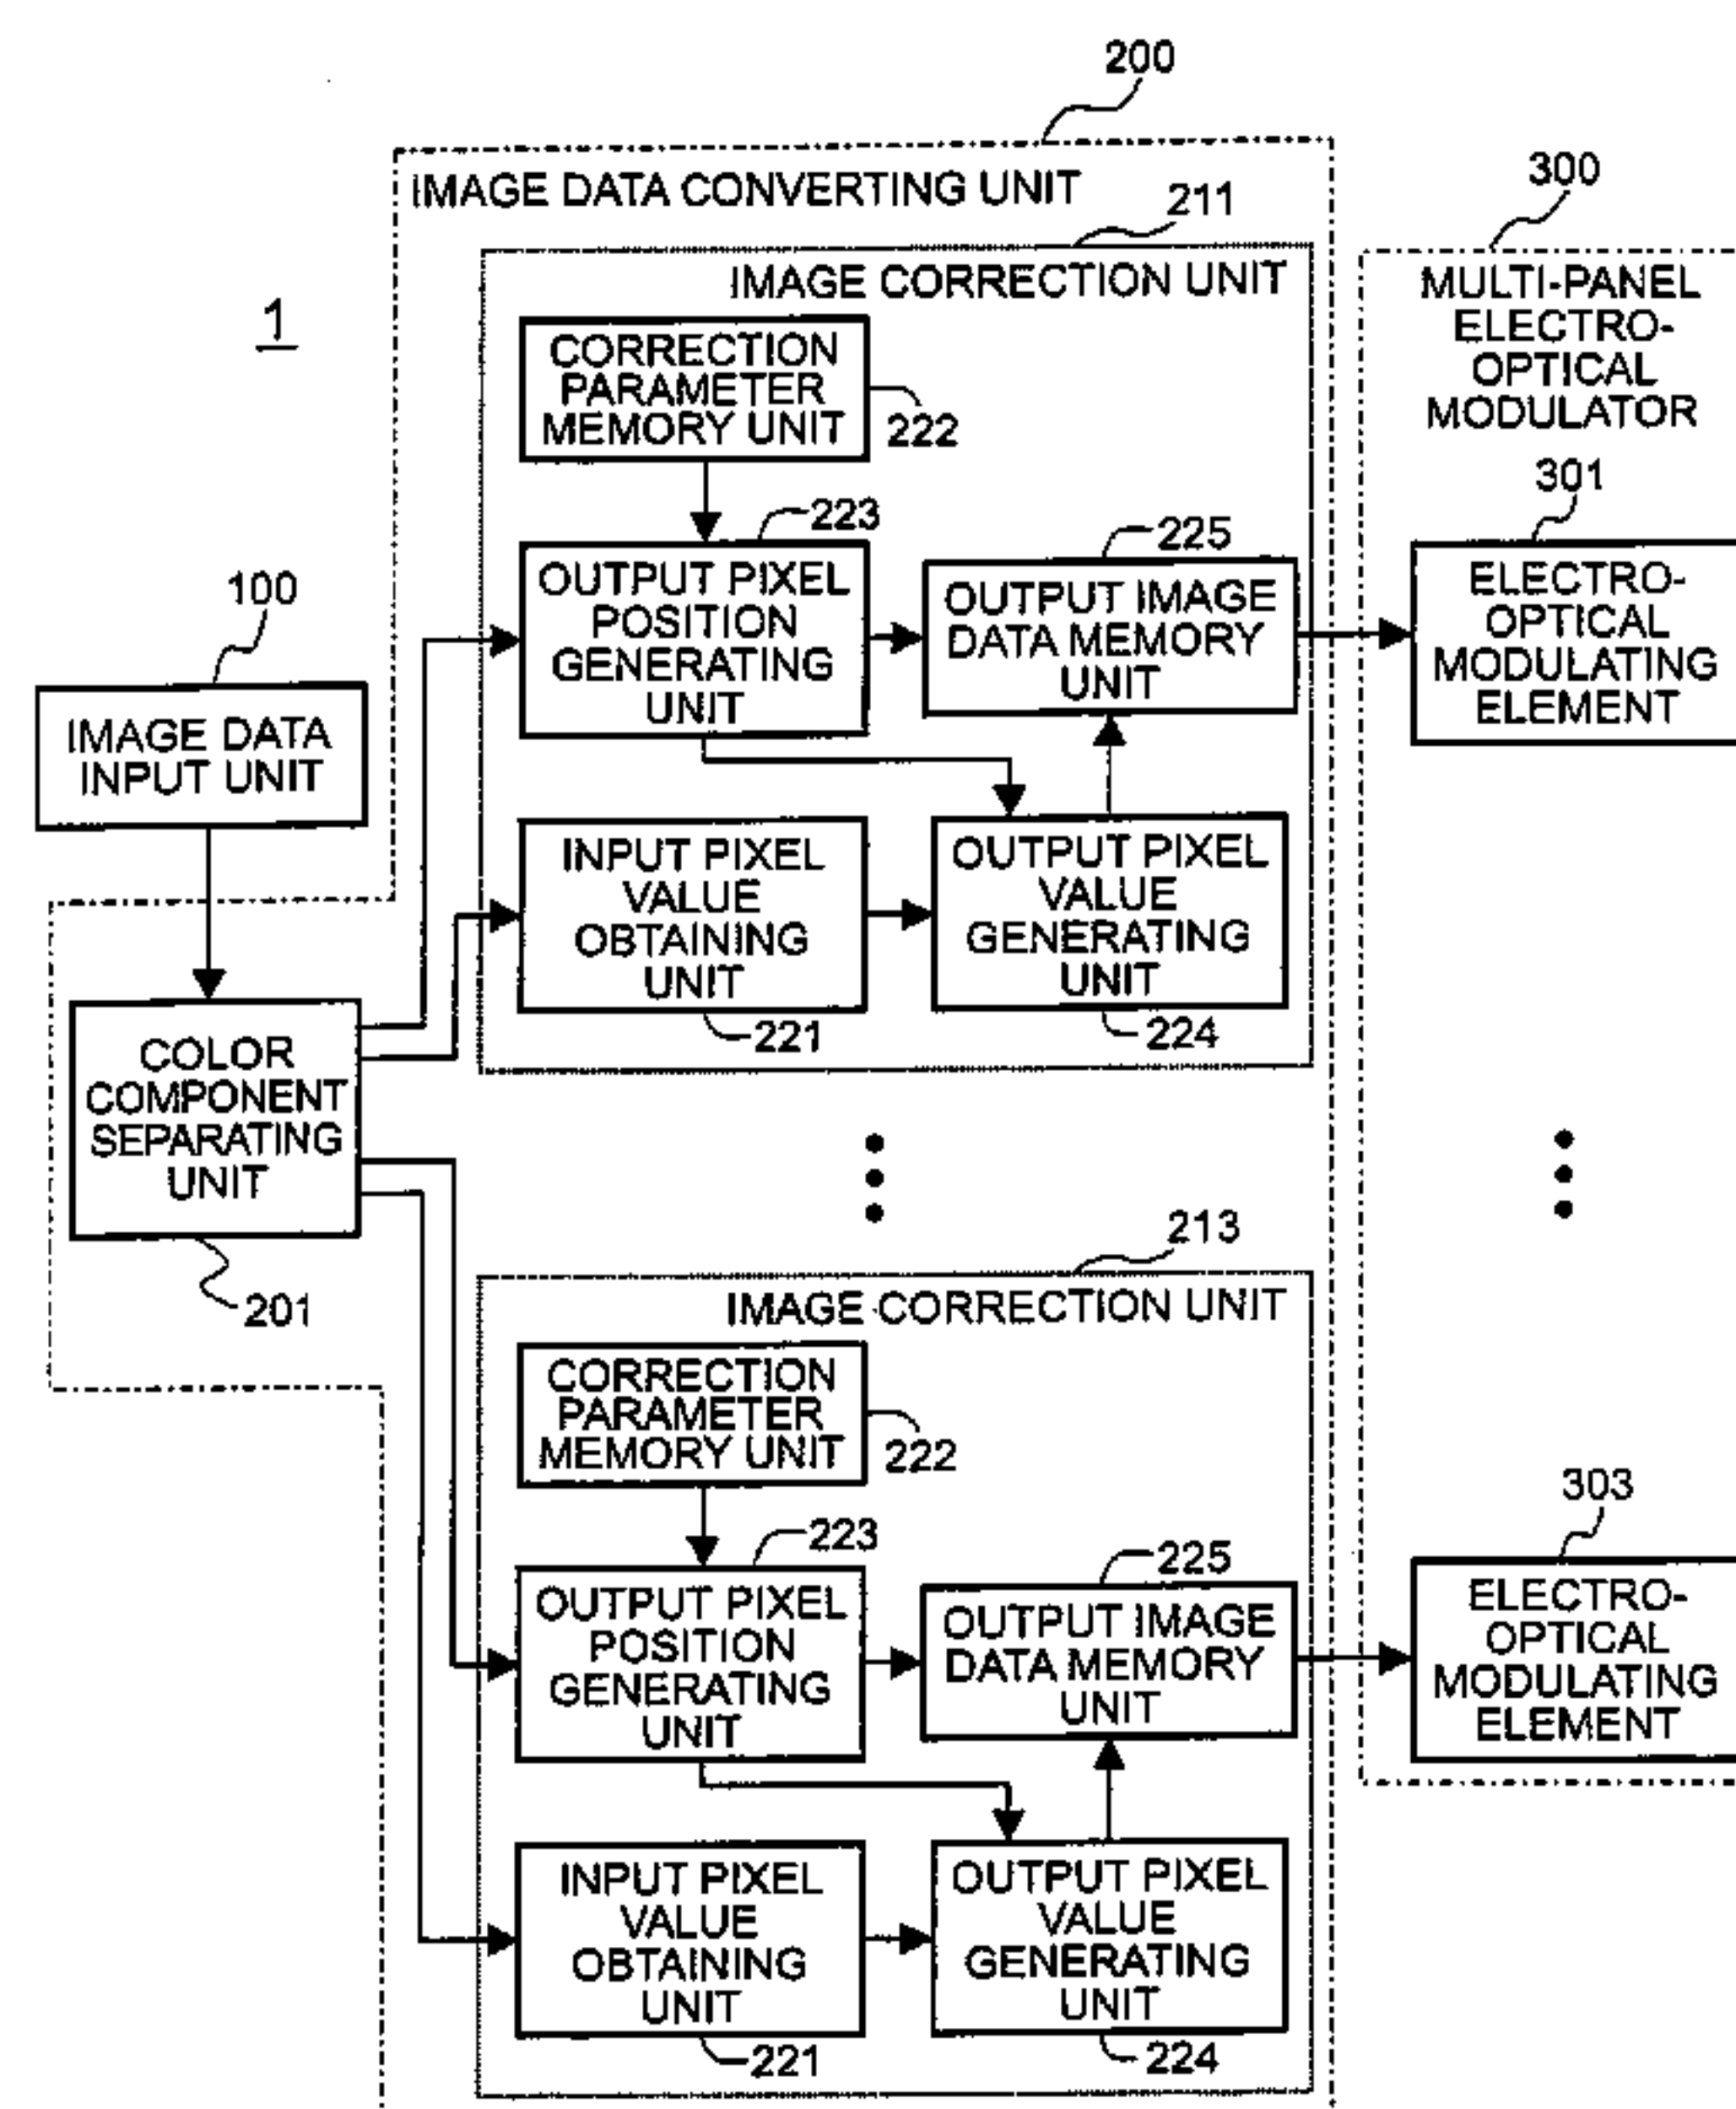 200
IMAGE DATA CONVERTING UNIT
211
300
IMAGE CORRECTION UNIT
MULTI-PANEL
ELECTRO-
OPTICAL
MODULATOR
1
CORRECTION
PARAMETER
MEMORY UNIT
222
301
223
225
OUTPUT PIXEL
POSITION
GENERATING
UNIT
OUTPUT IMAGE
DATA MEMORY
UNIT
ELECTRO-
OPTICAL
MODULATING
ELEMENT
100
IMAGE DATA
INPUT UNIT
INPUT PIXEL
VALUE
OBTAINING
UNIT
OUTPUT PIXEL
VALUE
GENERATING
UNIT
221
224
COLOR
COMPONENT
SEPARATING
UNIT
201
213
IMAGE CORRECTION UNIT
CORRECTION
PARAMETER
MEMORY UNIT
222
303
223
225
OUTPUT PIXEL
POSITION
GENERATING
UNIT
OUTPUT IMAGE
DATA MEMORY
UNIT
ELECTRO-
OPTICAL
MODULATING
ELEMENT
INPUT PIXEL
VALUE
OBTAINING
UNIT
OUTPUT PIXEL
VALUE
GENERATING
UNIT
221
224